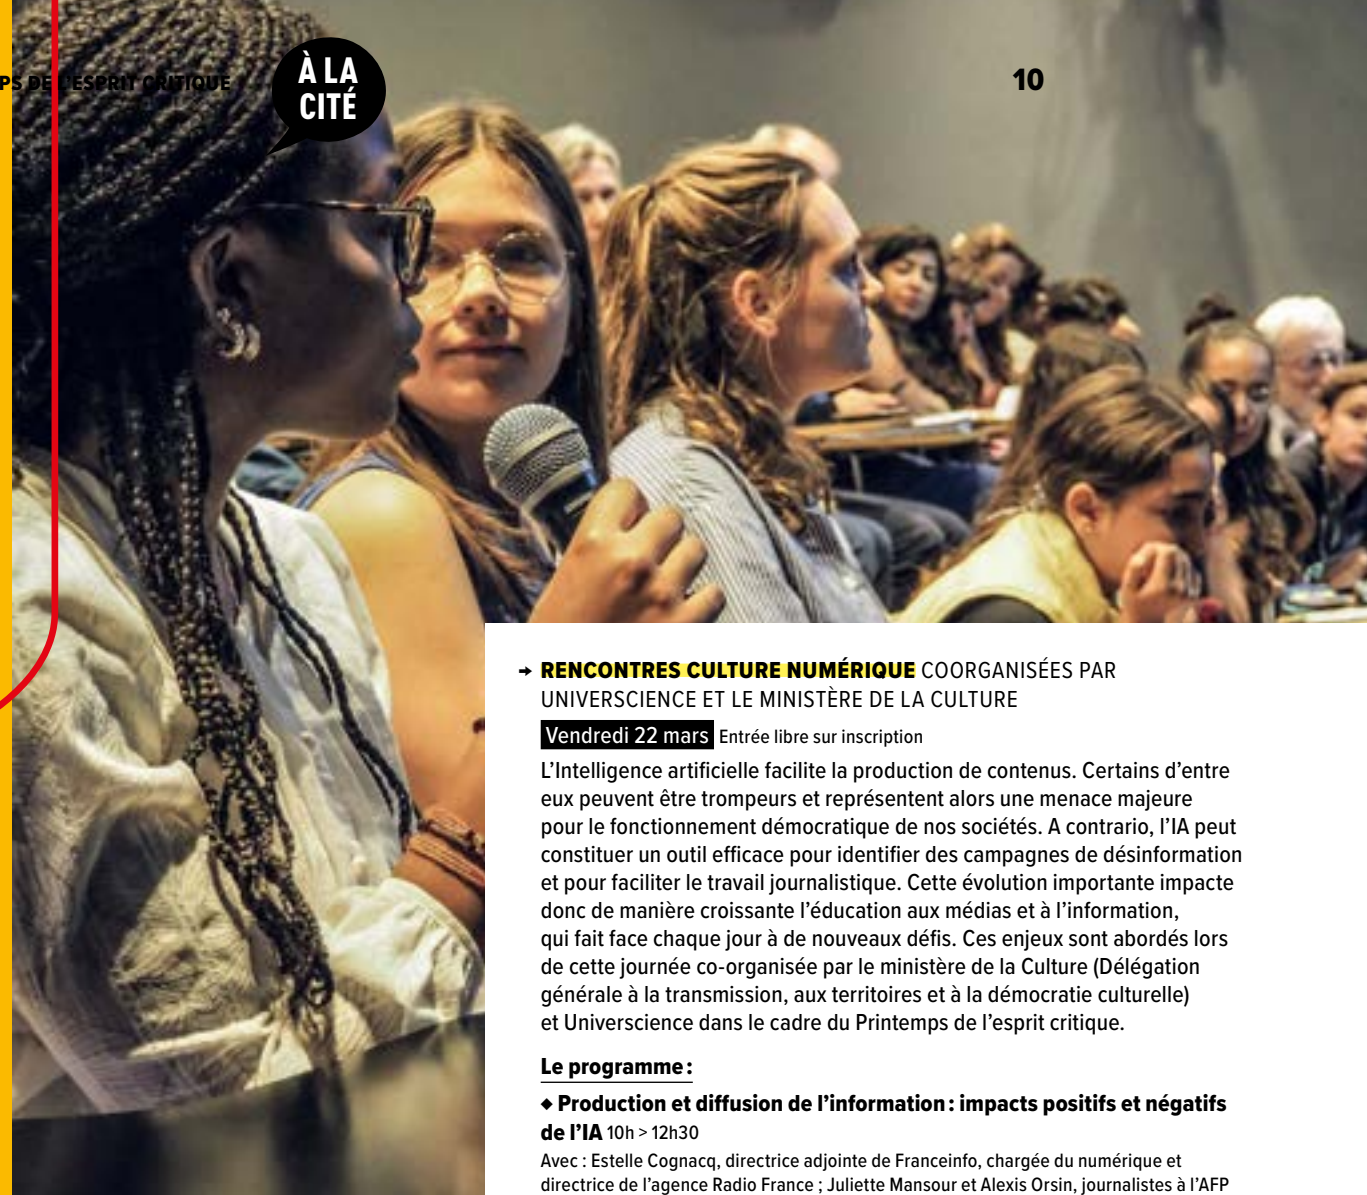 PS DE L'ESPRIT CRITIQUE
À LA
CITÉ
10
→ RENCONTRES CULTURE NUMÉRIQUE COORGANISÉES PAR
UNIVERSCIENCE ET LE MINISTÈRE DE LA CULTURE
Vendredi 22 mars Entrée libre sur inscription
L’Intelligence artificielle facilite la production de contenus. Certains d’entre
eux peuvent être trompeurs et représentent alors une menace majeure
pour le fonctionnement démocratique de nos sociétés. A contrario, l’IA peut
constituer un outil efficace pour identifier des campagnes de désinformation
et pour faciliter le travail journalistique. Cette évolution importante impacte
donc de manière croissante l’éducation aux médias et à l’information,
qui fait face chaque jour à de nouveaux défis. Ces enjeux sont abordés lors
de cette journée co-organisée par le ministère de la Culture (Délégation
générale à la transmission, aux territoires et à la démocratie culturelle)
et Universcience dans le cadre du Printemps de l’esprit critique.
Le programme :
◆ Production et diffusion de l’information : impacts positifs et négatifs
de l’IA 10h > 12h30
Avec : Estelle Cognacq, directrice adjointe de Franceinfo, chargée du numérique et
directrice de l’agence Radio France ; Juliette Mansour et Alexis Orsin, journalistes à l’AFP